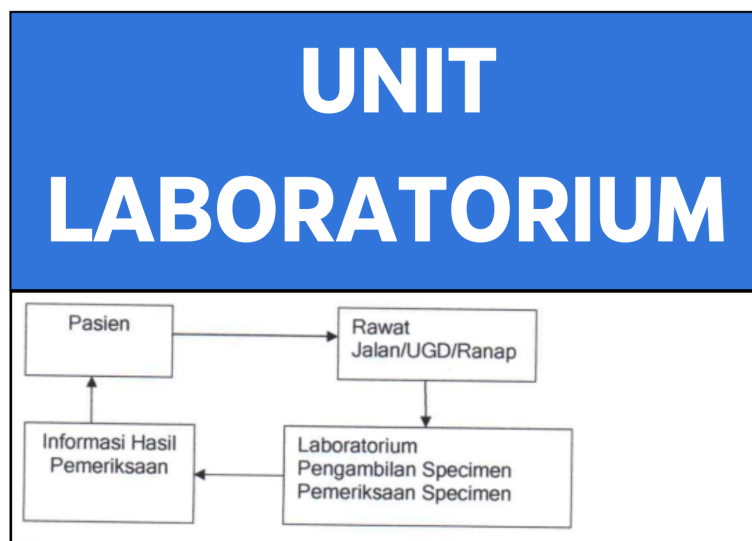 UNIT
LABORATORIUM
Pasien
Rawat
Jalan/UGD/Ranap
Informasi Hasil
Pemeriksaan
Laboratorium
Pengambilan Specimen
Pemeriksaan Specimen